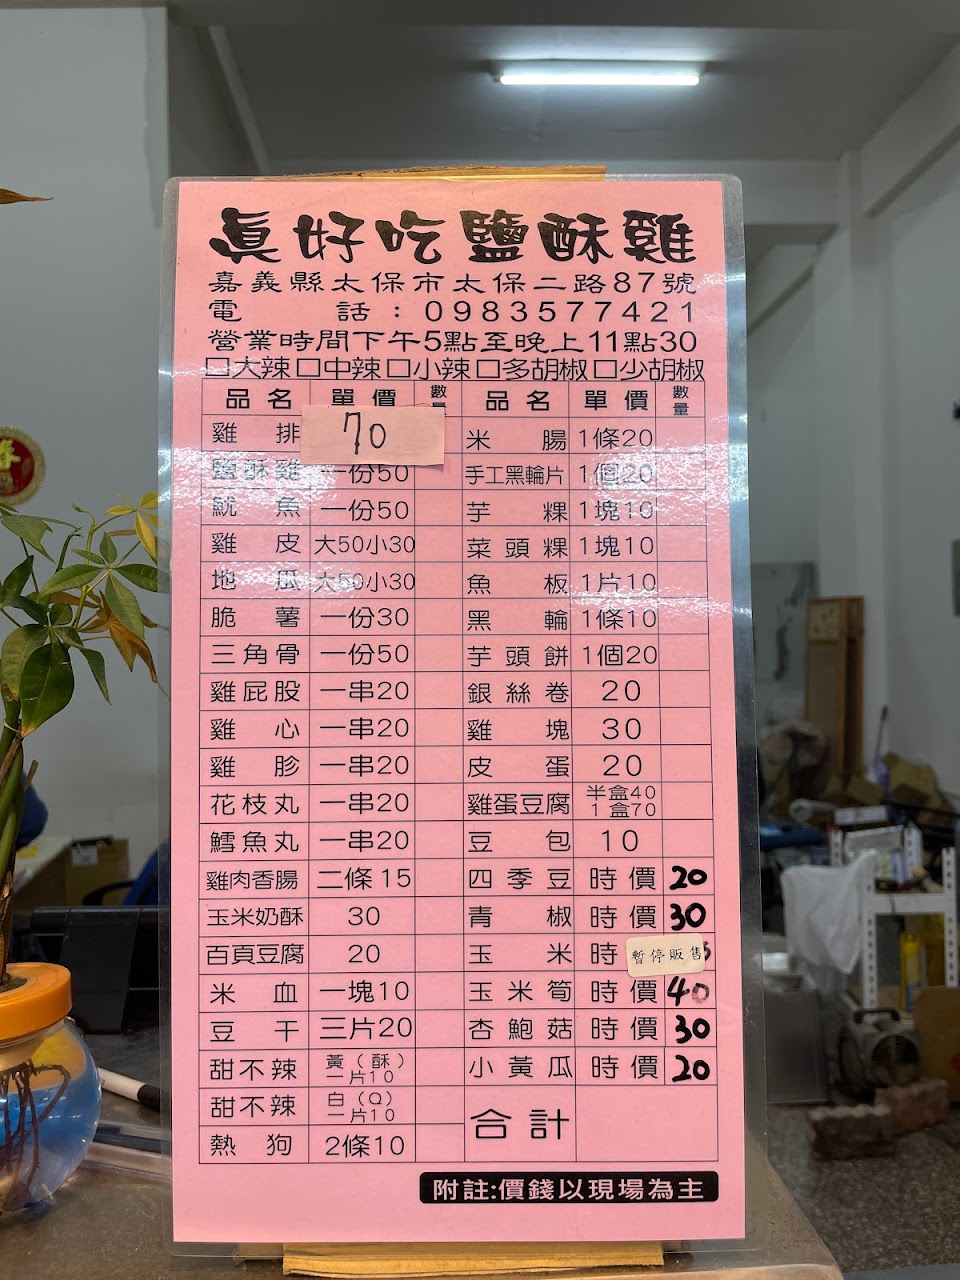 真好吃鹽酥雞
嘉義縣太保市太保二路87號
電話:0983577421
營業時間下午5點至晚上11點30
□大辣□中辣□小辣□多胡椒□少胡椒
品名 單價 數量 品名 單價 數量
雞排 70 米腸 1條20
鹽酥雞 一份50 手工黑輪片 1個20
魷魚 一份50 芋粿 1塊10
雞皮 大50小30 菜頭粿 1塊10
地瓜 大50小30 魚板 1片10
脆薯 一份30 黑輪 1條10
三角骨 一份50 芋頭餅 1個20
雞屁股 一串20 銀絲卷 20
雞心 一串20 雞塊 30
雞胗 一串20 皮蛋 20
花枝丸 一串20 雞蛋豆腐 半盒40 1盒70
鱈魚丸 一串20 豆包 10
雞肉香腸 二條15 四季豆 時價 20
玉米奶酥 30 青椒 時價 30
百頁豆腐 20 玉米 時 暫停販售
米血 一塊10 玉米筍 時價 40
豆干 三片20 杏鮑菇 時價 30
甜不辣 黃(酥) 一片10 小黃瓜 時價 20
甜不辣 白(Q) 一片10 合計
熱狗 2條10
附註:價錢以現場為主